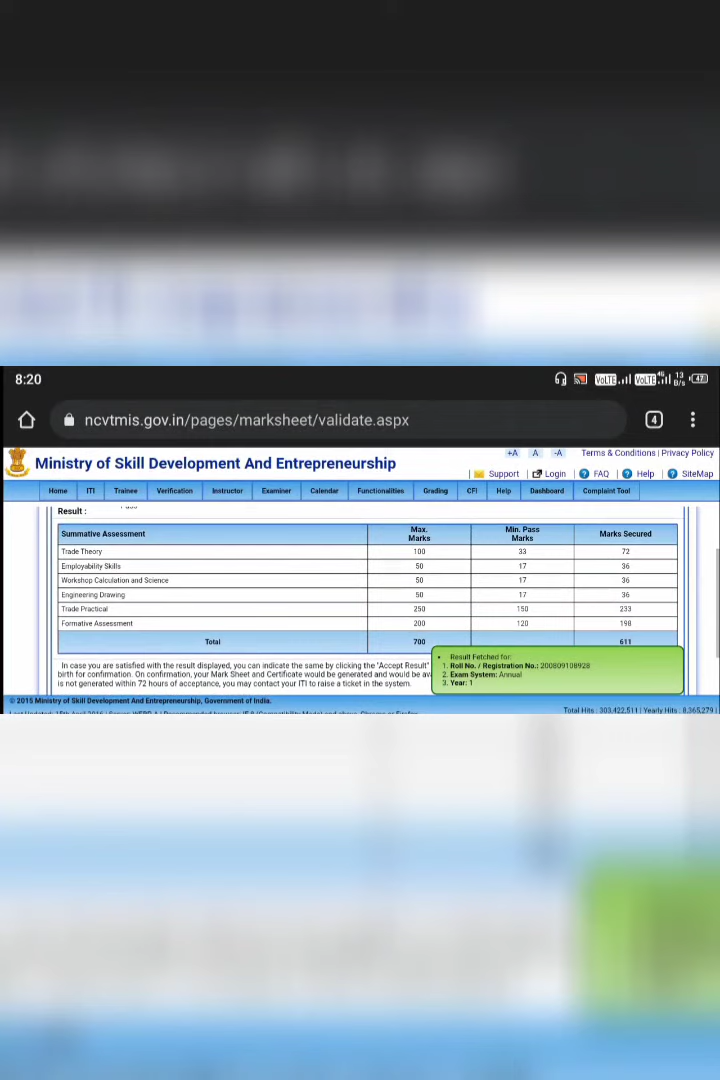 8:20
VoLTE VoLTE 4G 13 B/s 47
ncvtmis.gov.in/pages/marksheet/validate.aspx 4
+A A -A Terms & Conditions | Privacy Policy
Ministry of Skill Development And Entrepreneurship
| Support | Login | FAQ | Help | SiteMap
Home ITI Trainee Verification Instructor Examiner Calendar Functionalities Grading CFI Help Dashboard Complaint Tool
Result :
Summative Assessment Max. Marks Min. Pass Marks Marks Secured
Trade Theory 100 33 72
Employability Skills 50 17 36
Workshop Calculation and Science 50 17 36
Engineering Drawing 50 17 36
Trade Practical 250 150 233
Formative Assessment 200 120 198
Total 700 611
In case you are satisfied with the result displayed, you can indicate the same by clicking the "Accept Result"
birth for confirmation. On confirmation, your Mark Sheet and Certificate would be generated and would be av
is not generated within 72 hours of acceptance, you may contact your ITI to raise a ticket in the system.
Result Fetched for:
1. Roll No. / Registration No.: 200809108928
2. Exam System: Annual
3. Year: 1
© 2015 Ministry of Skill Development And Entrepreneurship, Government of India.
Total Hits : 303,422,511 | Yearly Hits : 8,365,279 |